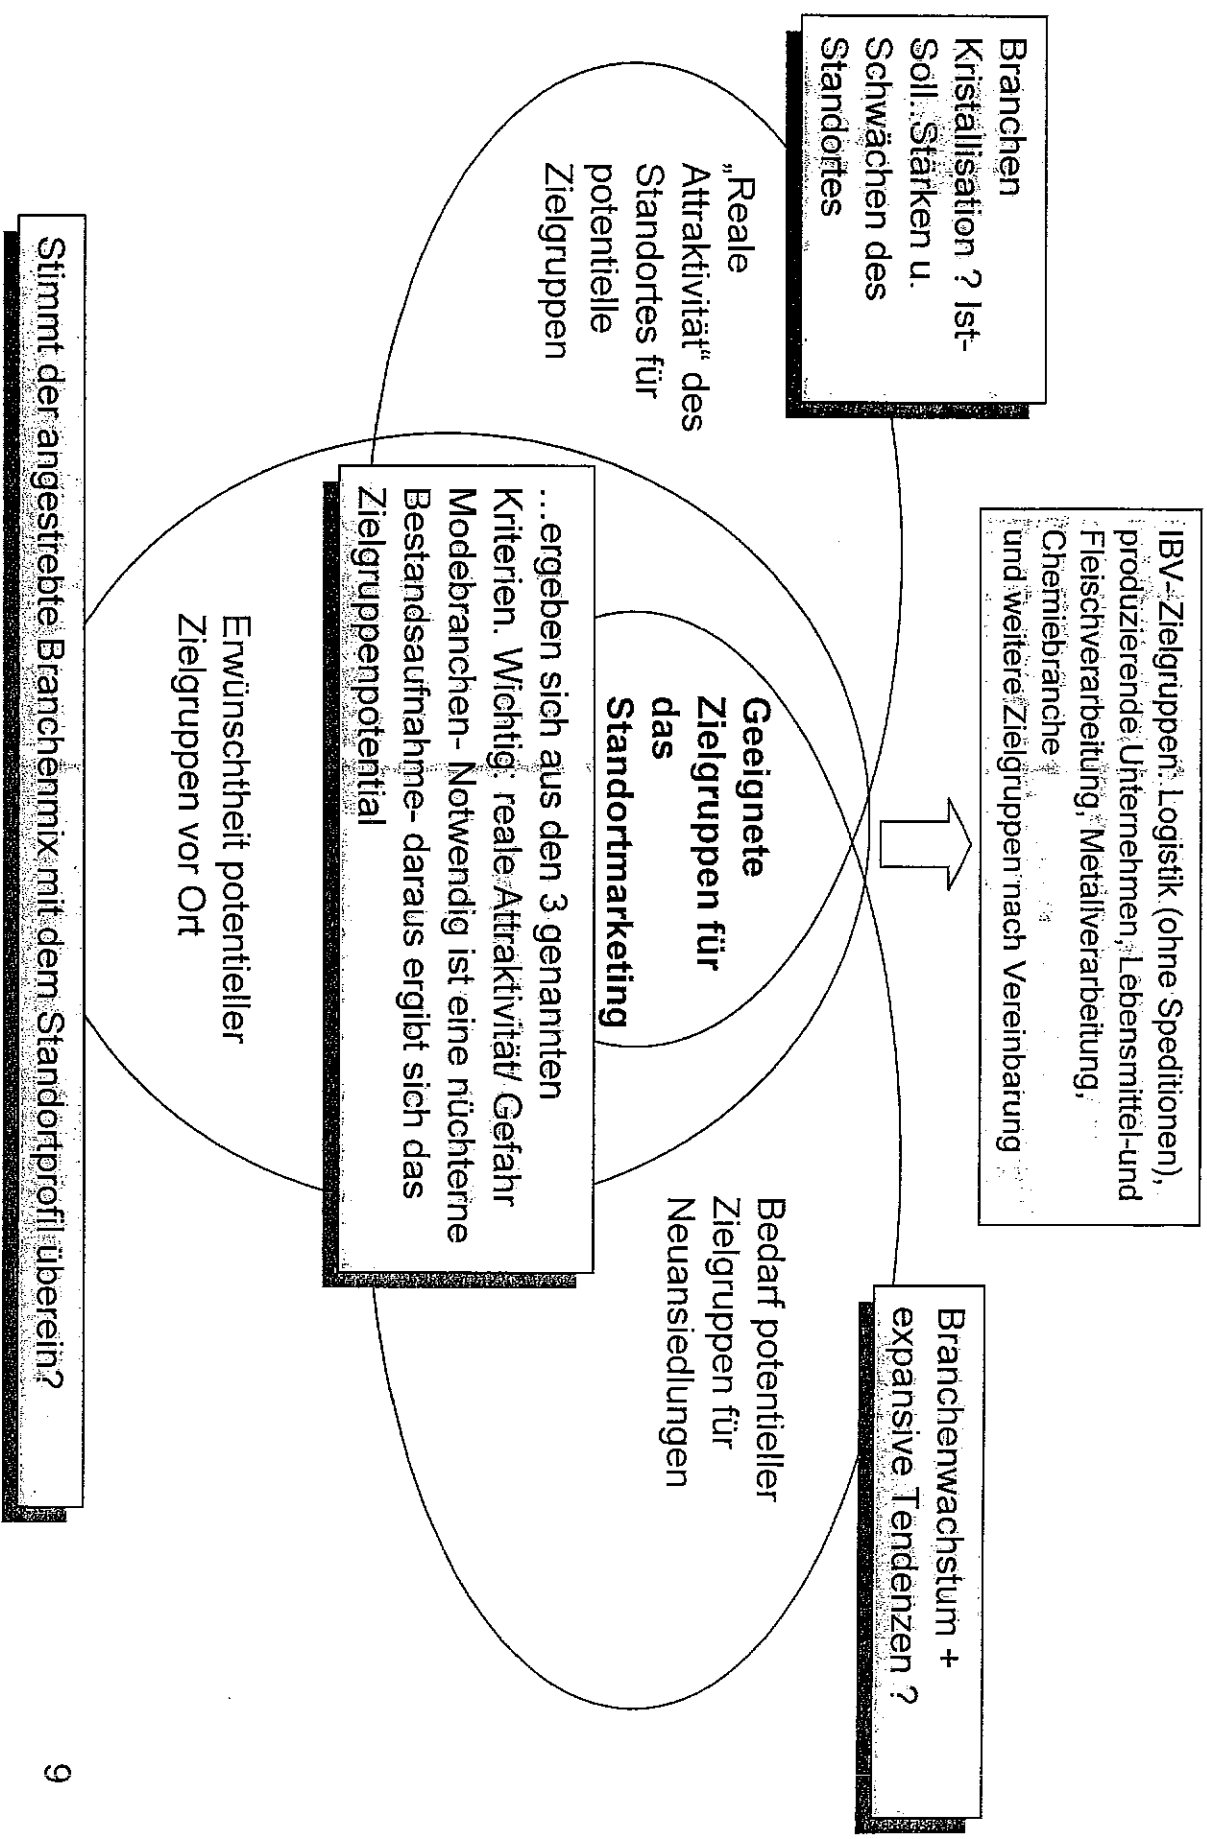 IBV- Zielgruppen: Logistik (ohne Speditionen),
produzierende Unternehmen, Lebensmittel-und
Fleischverarbeitung, Metallverarbeitung,
Chemiebranche
und weitere Zielgruppen nach Vereinbarung
Branchen
Kristallisation ? Ist-
Soll. Stärken u.
Schwächen des
Standortes
Branchenwachstum +
expansive Tendenzen ?
„Reale
Attraktivität“ des
Standortes für
potentielle
Zielgruppen
Geeignete
Zielgruppen für
das
Standortmarketing
Bedarf potentieller
Zielgruppen für
Neuansiedlungen
...ergeben sich aus den 3 genannten
Kriterien. Wichtig: reale Attraktivität/ Gefahr
Modebranchen- Notwendig ist eine nüchterne
Bestandsaufnahme- daraus ergibt sich das
Zielgruppenpotential
Erwünschtheit potentieller
Zielgruppen vor Ort
Stimmt der angestrebte Branchenmix mit dem Standortprofil überein?
9